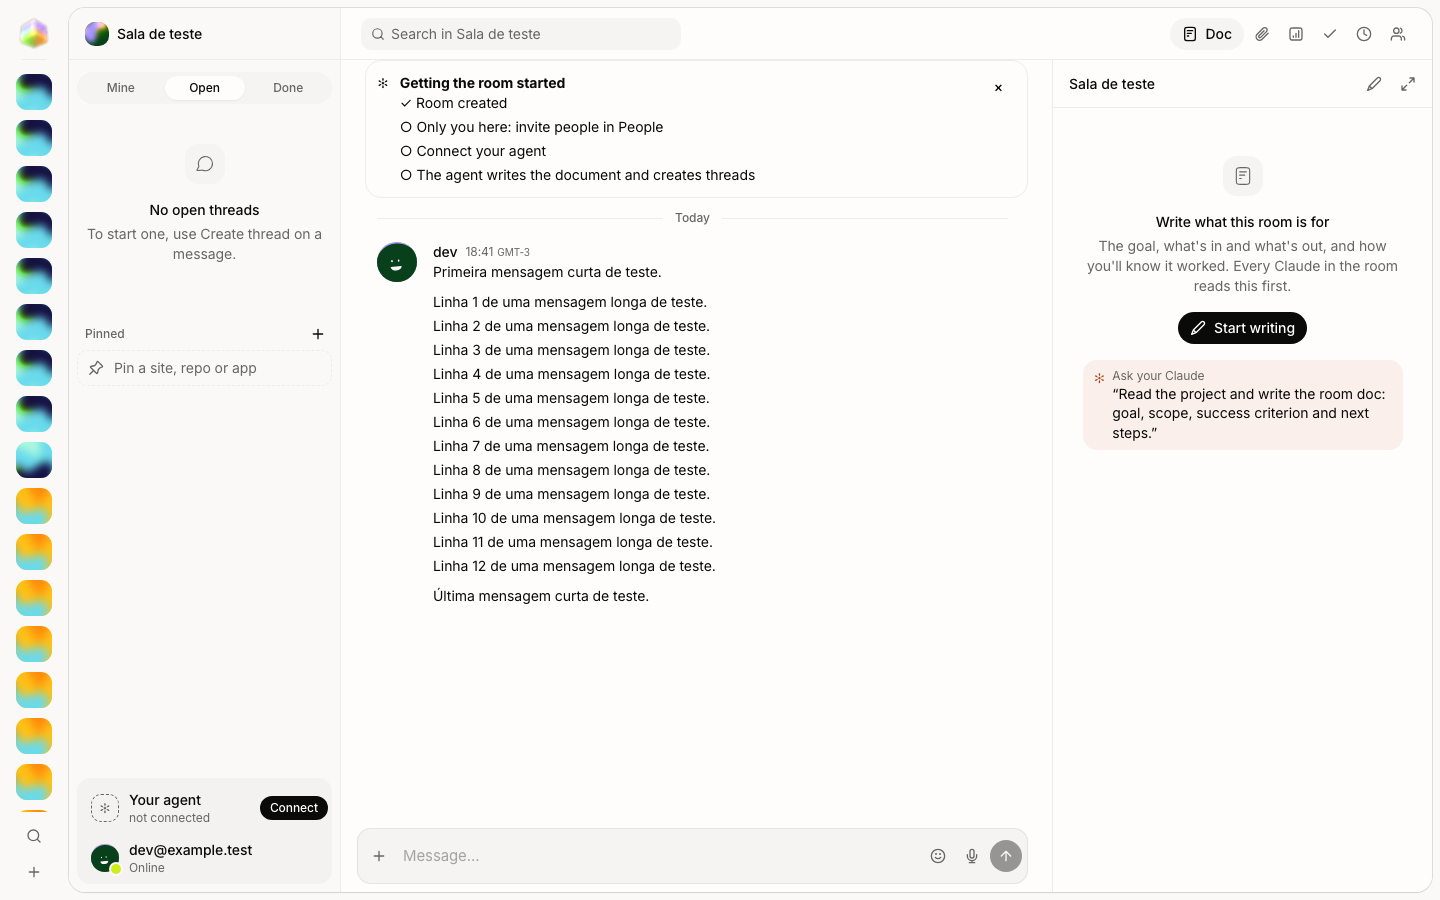 Sala de teste
Search in Sala de teste
Doc
Mine
Open
Done
No open threads
To start one, use Create thread on a
message.
Pinned
Pin a site, repo or app
Your agent
not connected
Connect
dev@example.test
Online
Getting the room started
✓ Room created
Only you here: invite people in People
Connect your agent
The agent writes the document and creates threads
Today
dev 18:41 GMT-3
Primeira mensagem curta de teste.
Linha 1 de uma mensagem longa de teste.
Linha 2 de uma mensagem longa de teste.
Linha 3 de uma mensagem longa de teste.
Linha 4 de uma mensagem longa de teste.
Linha 5 de uma mensagem longa de teste.
Linha 6 de uma mensagem longa de teste.
Linha 7 de uma mensagem longa de teste.
Linha 8 de uma mensagem longa de teste.
Linha 9 de uma mensagem longa de teste.
Linha 10 de uma mensagem longa de teste.
Linha 11 de uma mensagem longa de teste.
Linha 12 de uma mensagem longa de teste.
Última mensagem curta de teste.
Message...
Sala de teste
Write what this room is for
The goal, what's in and what's out, and how
you'll know it worked. Every Claude in the room
reads this first.
Start writing
Ask your Claude
“Read the project and write the room doc:
goal, scope, success criterion and next
steps.”